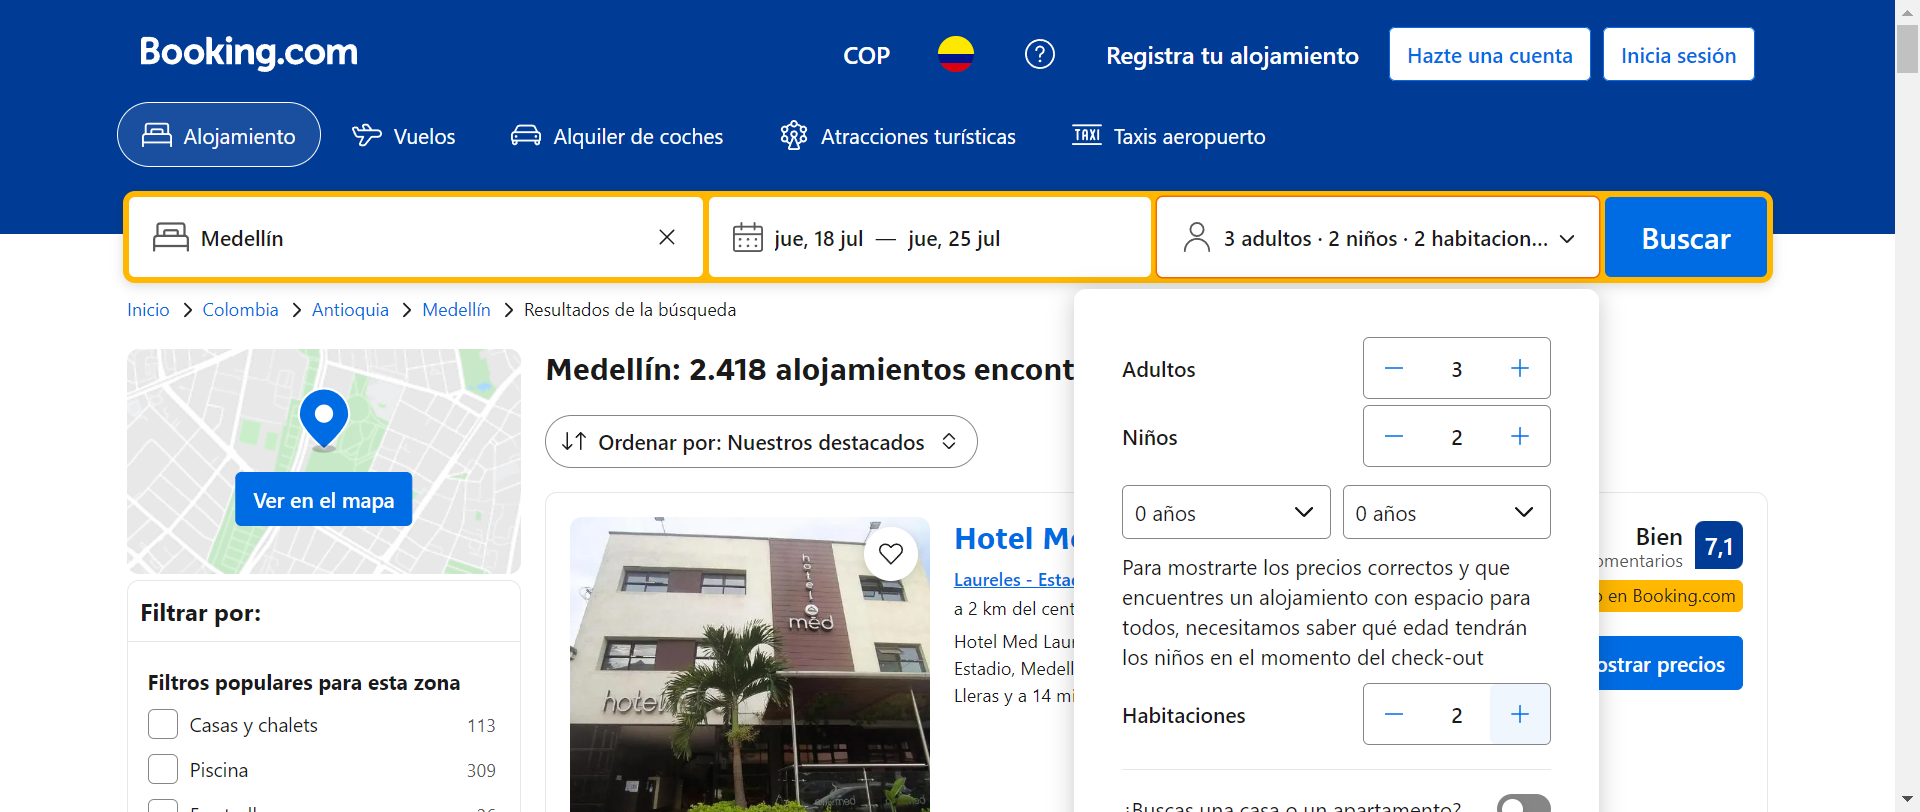 Booking.com
COP
Registra tu alojamiento
Hazte una cuenta
Inicia sesión
Alojamiento
Vuelos
Alquiler de coches
Atracciones turísticas
TAXI Taxis aeropuerto
Medellín
jue, 18 jul — jue, 25 jul
3 adultos · 2 niños · 2 habitacion...
Buscar
Inicio > Colombia > Antioquia > Medellín > Resultados de la búsqueda
Ver en el mapa
Filtrar por:
Filtros populares para esta zona
Casas y chalets 113
Piscina 309
Medellín: 2.418 alojamientos encont
Ordenar por: Nuestros destacados
hotel
med
hotel
Hotel M
Laureles - Esta
a 2 km del cent
Hotel Med Lau
Estadio, Medell
Lleras y a 14 mi
Adultos
3
Niños
2
0 años
0 años
Para mostrarte los precios correctos y que
encuentres un alojamiento con espacio para
todos, necesitamos saber qué edad tendrán
los niños en el momento del check-out
Habitaciones
2
¿Buscas una casa o un apartamento?
Bien
omentarios
7,1
en Booking.com
ostrar precios